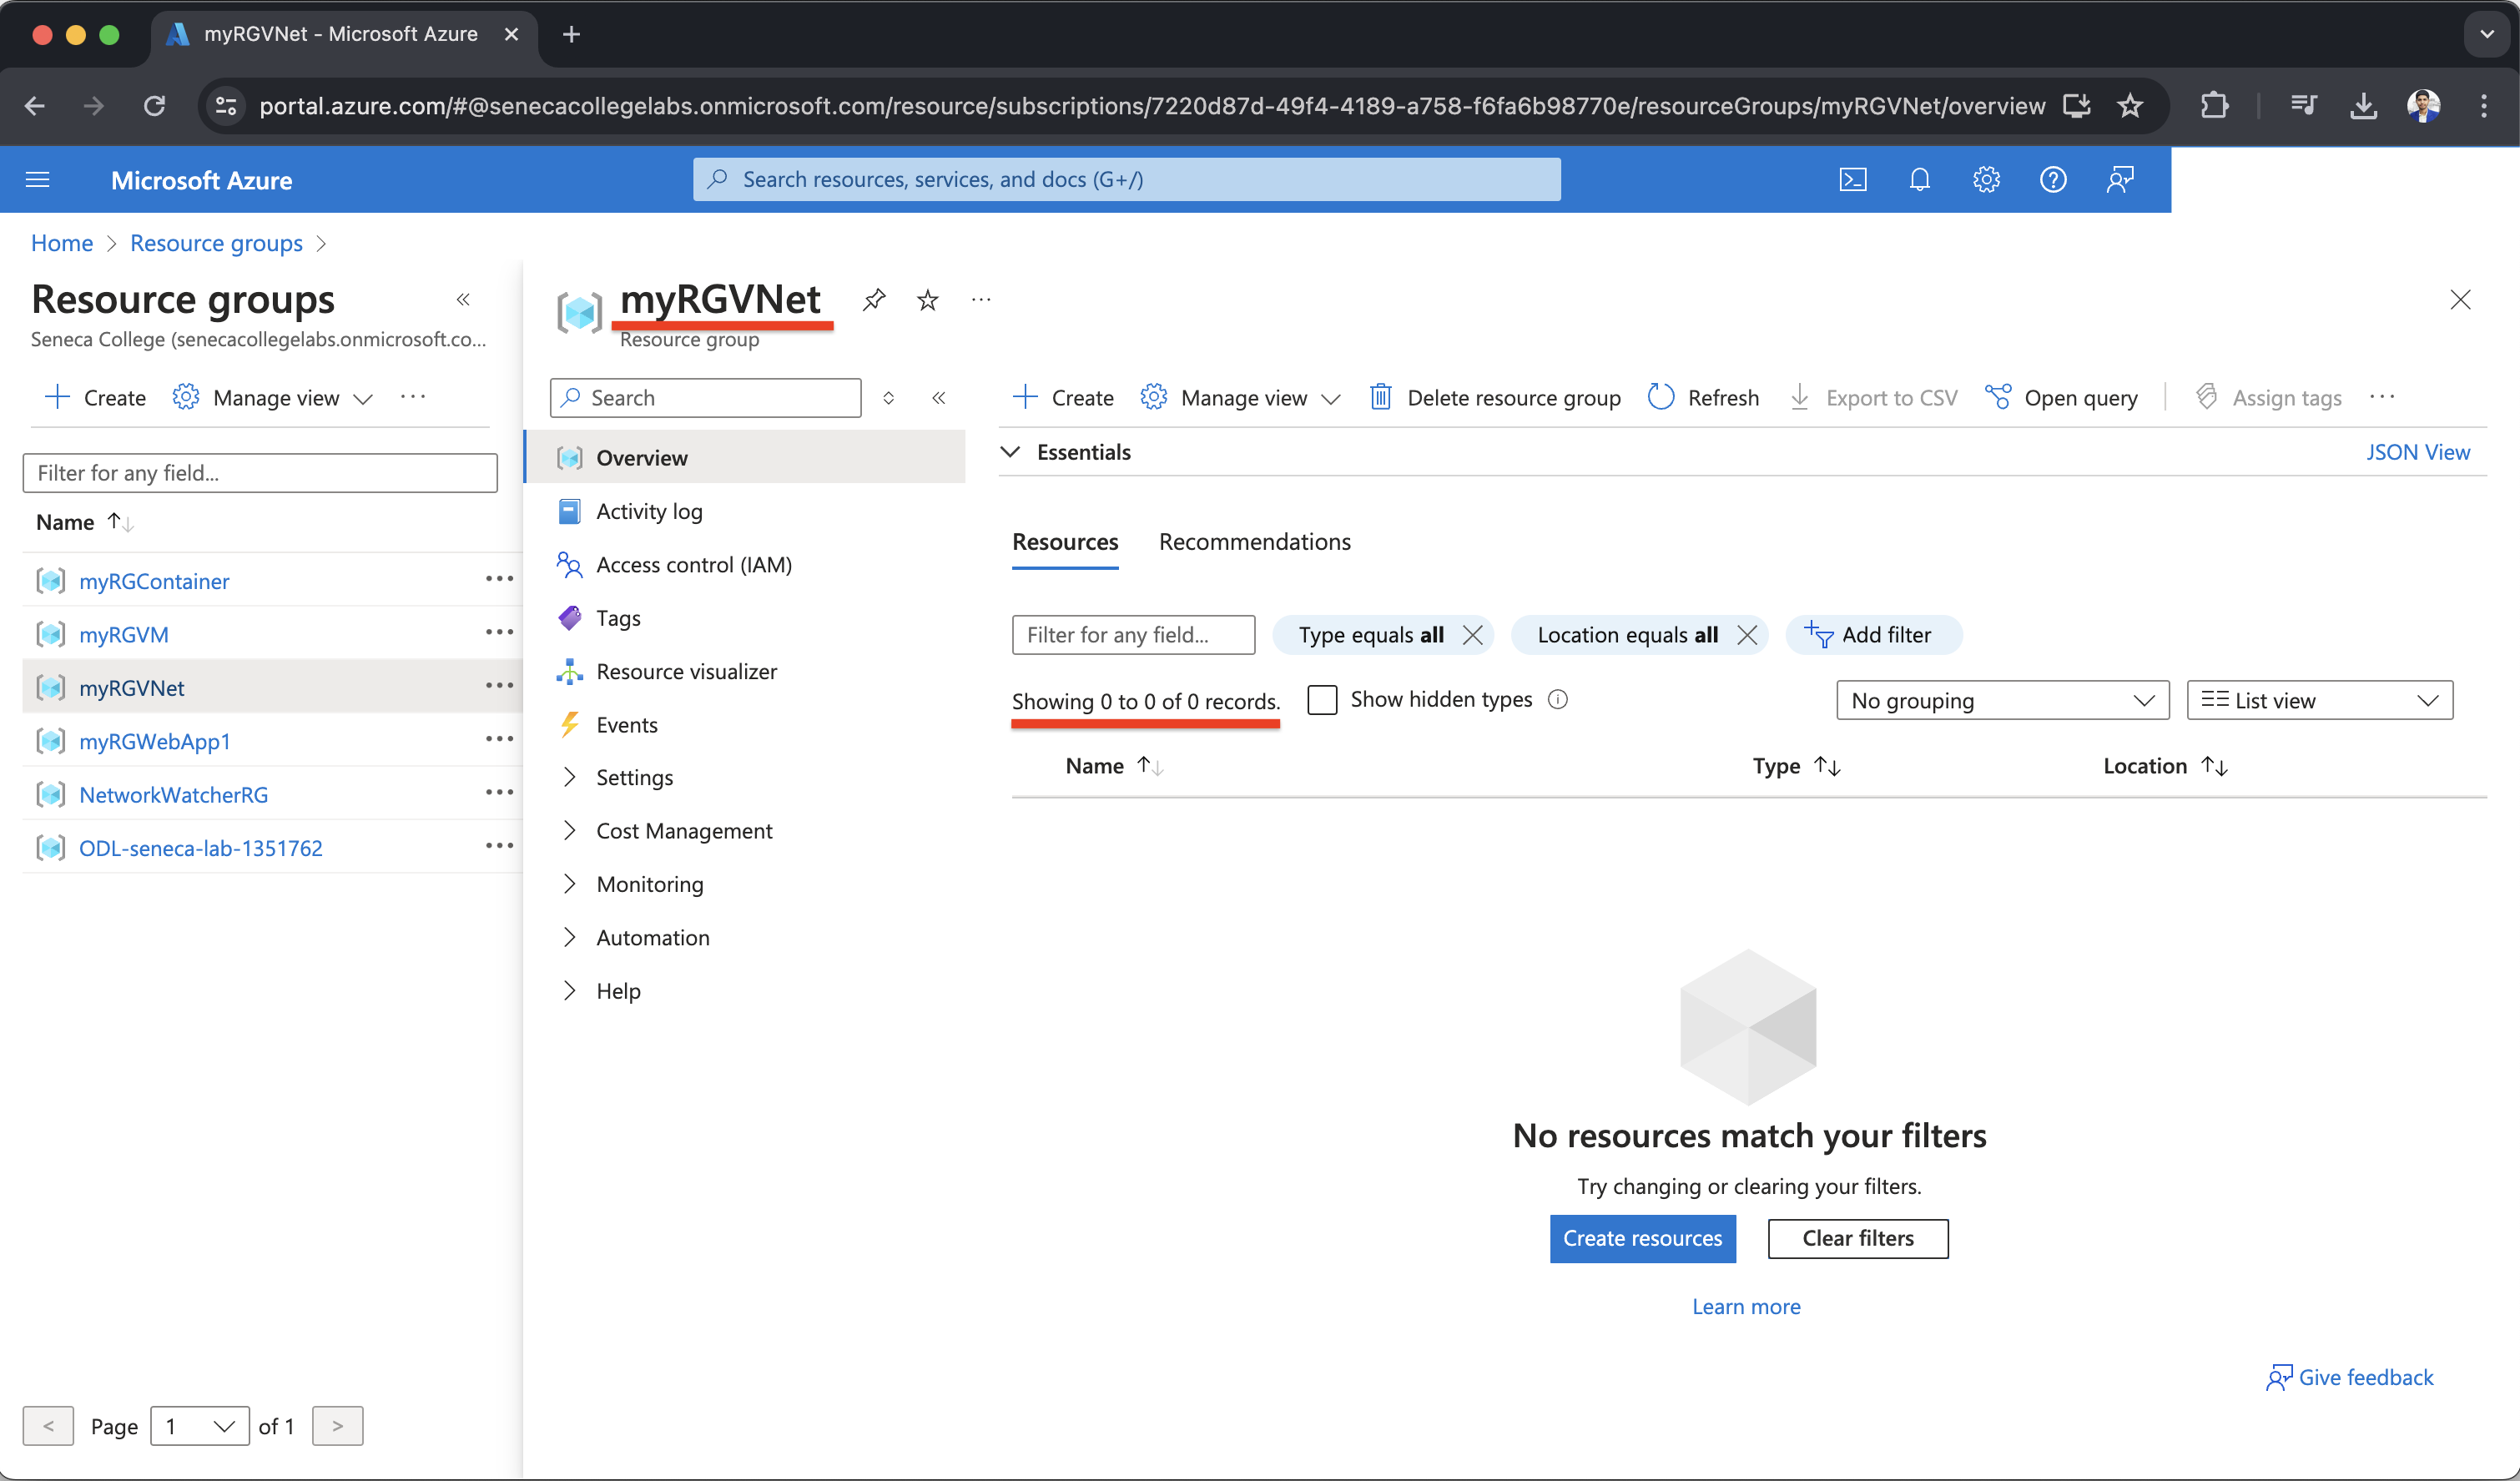 myRGVNet - Microsoft Azure
portal.azure.com/#@senecacollegelabs.onmicrosoft.com/resource/subscriptions/7220d87d-49f4-4189-a758-f6fa6b98770e/resourceGroups/myRGVNet/overview
Microsoft Azure
Search resources, services, and docs (G+/)
Home > Resource groups >
Resource groups
Seneca College (senecacollegelabs.onmicrosoft.co...
Create Manage view
Filter for any field...
Name
myRGContainer
myRGVM
myRGVNet
myRGWebApp1
NetworkWatcherRG
ODL-seneca-lab-1351762
< Page 1 of 1 >
myRGVNet
Resource group
Search
Overview
Activity log
Access control (IAM)
Tags
Resource visualizer
Events
Settings
Cost Management
Monitoring
Automation
Help
Create Manage view Delete resource group Refresh Export to CSV Open query Assign tags
Essentials JSON View
Resources Recommendations
Filter for any field... Type equals all Location equals all Add filter
Showing 0 to 0 of 0 records. Show hidden types No grouping List view
Name Type Location
No resources match your filters
Try changing or clearing your filters.
Create resources Clear filters
Learn more
Give feedback